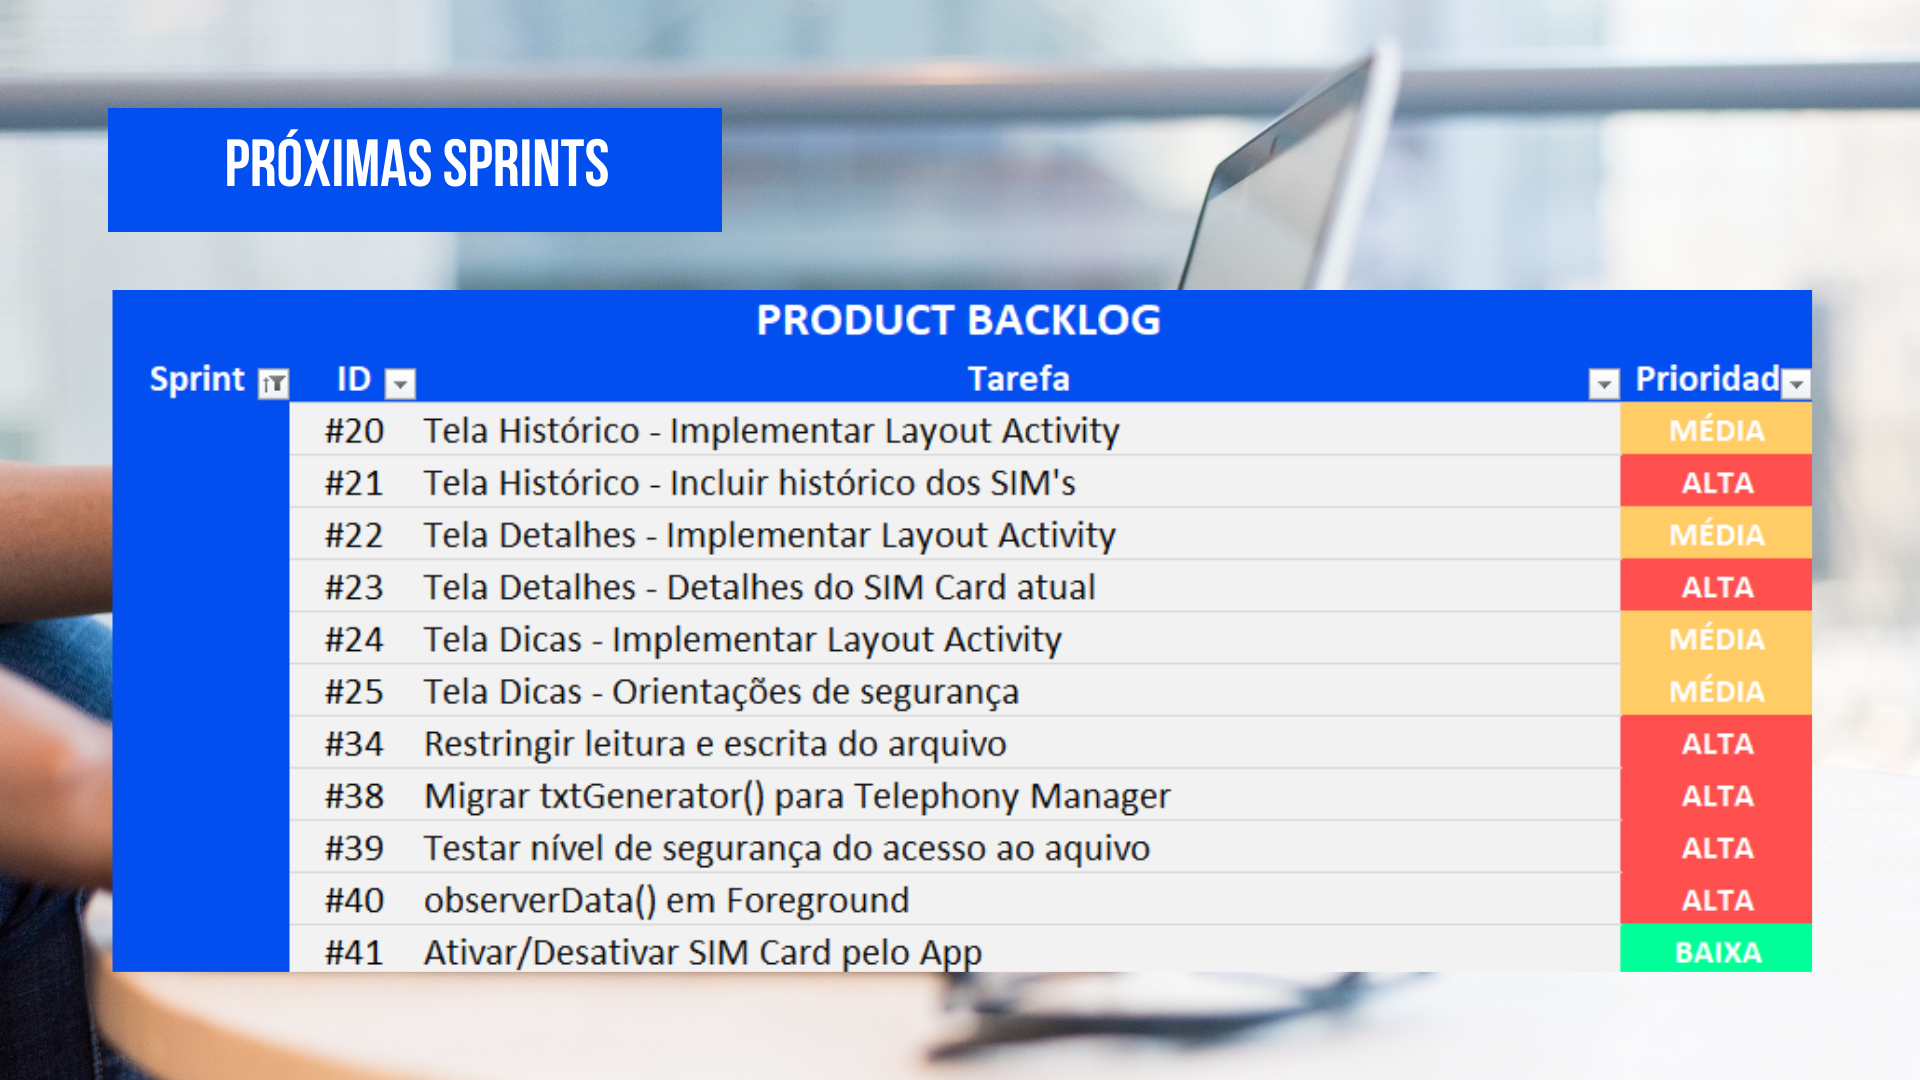 PRÓXIMAS SPRINTS
PRODUCT BACKLOG
Sprint ID Tarefa Prioridad
#20 Tela Histórico - Implementar Layout Activity MÉDIA
#21 Tela Histórico - Incluir histórico dos SIM's ALTA
#22 Tela Detalhes - Implementar Layout Activity MÉDIA
#23 Tela Detalhes - Detalhes do SIM Card atual ALTA
#24 Tela Dicas - Implementar Layout Activity MÉDIA
#25 Tela Dicas - Orientações de segurança MÉDIA
#34 Restringir leitura e escrita do arquivo ALTA
#38 Migrar txtGenerator() para Telephony Manager ALTA
#39 Testar nível de segurança do acesso ao aquivo ALTA
#40 observerData() em Foreground ALTA
#41 Ativar/Desativar SIM Card pelo App BAIXA